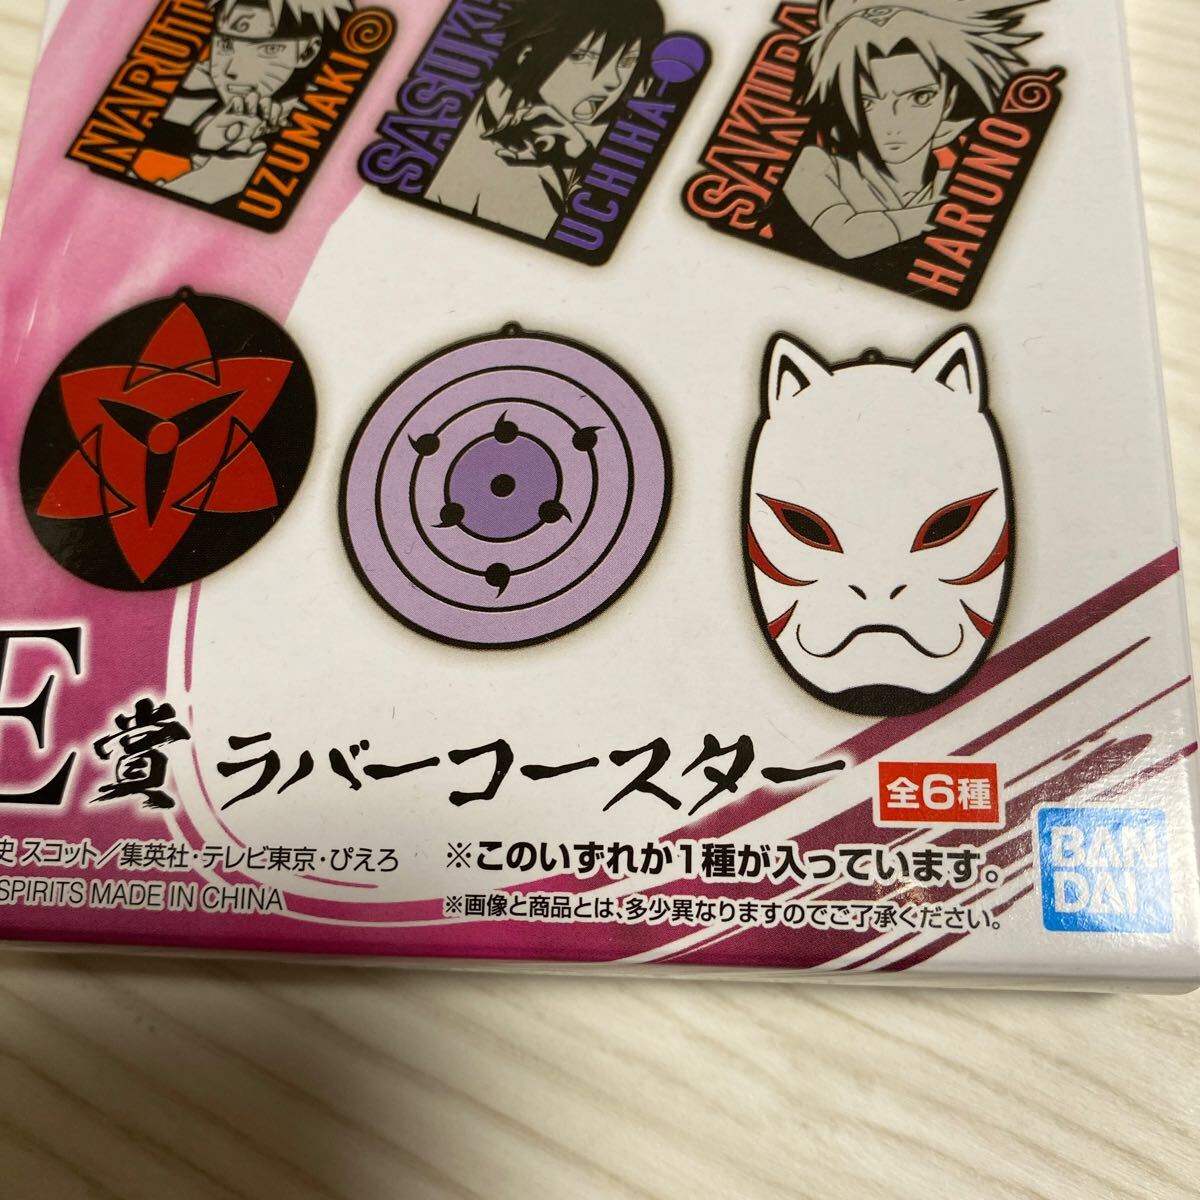 NARUTO
UZUMAKI
SASUKE
UCHIHA
SAKURA
HARUNO
E賞 ラバーコースター 全6種
史 スコット／集英社・テレビ東京・ぴえろ
SPIRITS MADE IN CHINA
※このいずれか1種が入っています。
※画像と商品とは、多少異なりますのでご了承ください。
BAN
DAI